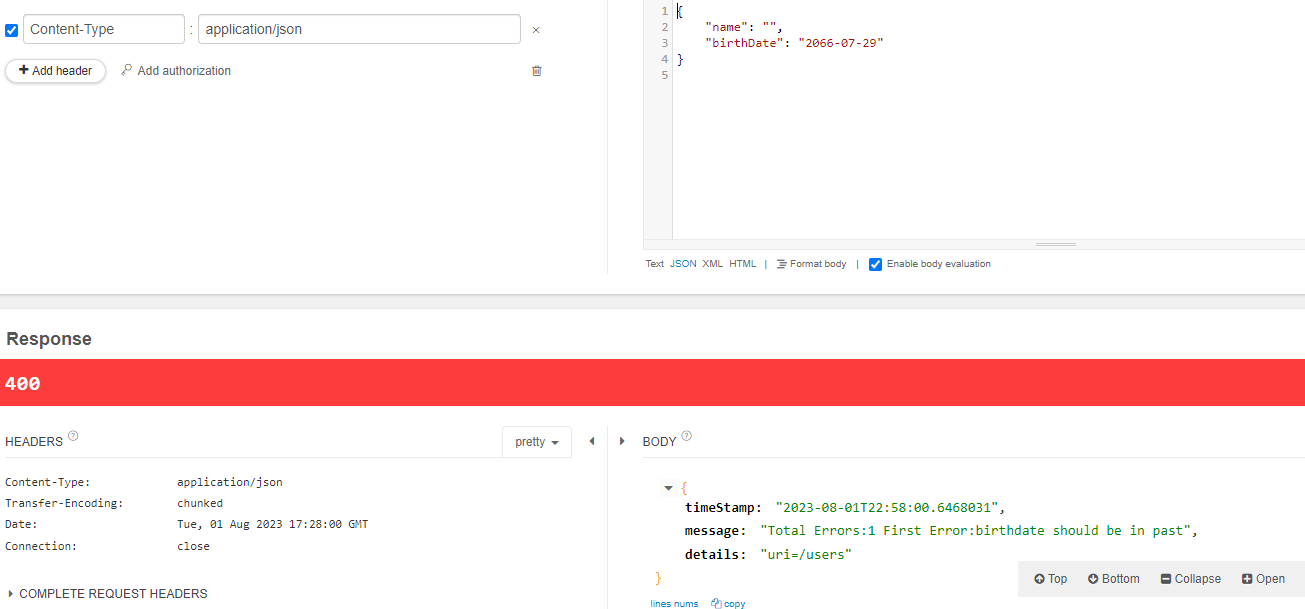 Content-Type : application/json ×
+ Add header Add authorization
1 {
2 "name": "",
3 "birthDate": "2066-07-29"
4 }
5
Text JSON XML HTML | Format body | Enable body evaluation
Response
400
HEADERS ? pretty
Content-Type: application/json
Transfer-Encoding: chunked
Date: Tue, 01 Aug 2023 17:28:00 GMT
Connection: close
COMPLETE REQUEST HEADERS
BODY ?
{
timeStamp: "2023-08-01T22:58:00.6468031",
message: "Total Errors:1 First Error:birthdate should be in past",
details: "uri=/users"
}
lines nums copy
Top Bottom Collapse Open